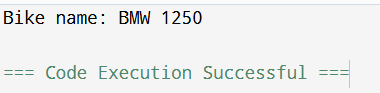 Bike name: BMW 1250
=== Code Execution Successful ===